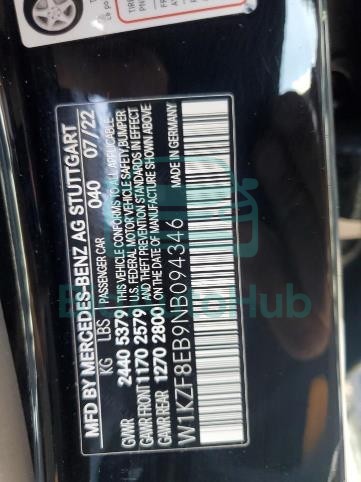 MFD BY MERCEDES-BENZ AG STUTTGART
PASSENGER CAR 040 07/22
KG LBS
GVWR 2440 5379 THIS VEHICLE CONFORMS TO ALL APPLICABLE
GAWR FRONT 1170 2579 U.S. FEDERAL MOTOR VEHICLE SAFETY, BUMPER
GAWR REAR 1270 2800 AND THEFT PREVENTION STANDARDS IN EFFECT
ON THE DATE OF MANUFACTURE SHOWN ABOVE
W1KZF8EB9NB094346 MADE IN GERMANY